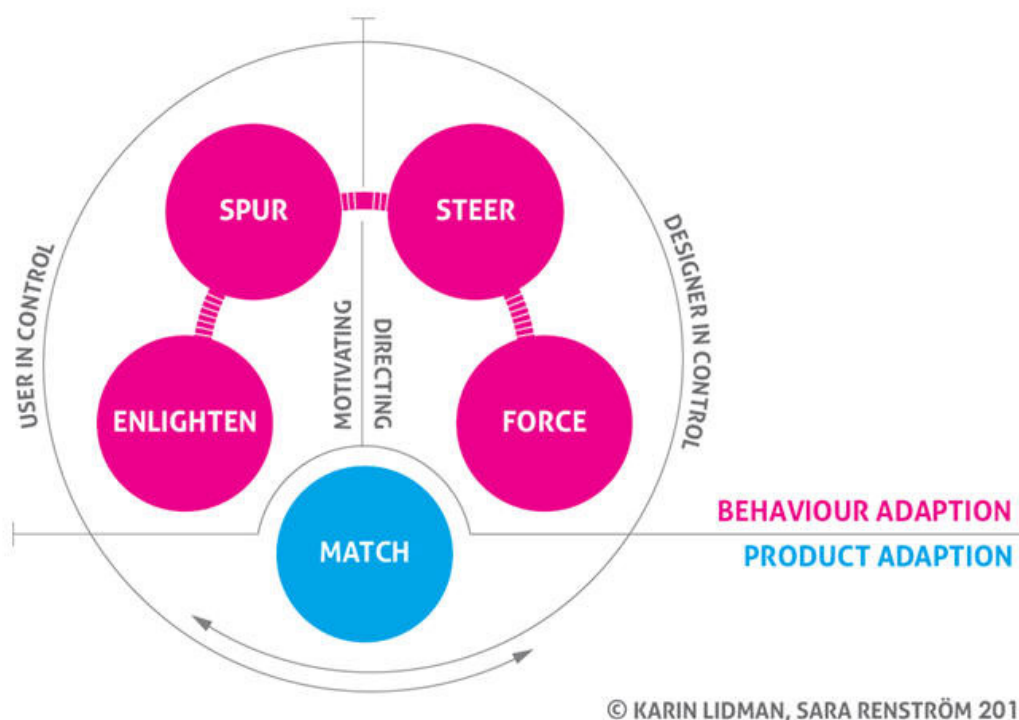 SPUR
STEER
USER IN CONTROL
DESIGNER IN CONTROL
MOTIVATING
DIRECTING
ENLIGHTEN
FORCE
BEHAVIOUR ADAPTION
MATCH
PRODUCT ADAPTION
© KARIN LIDMAN, SARA RENSTRÖM 201